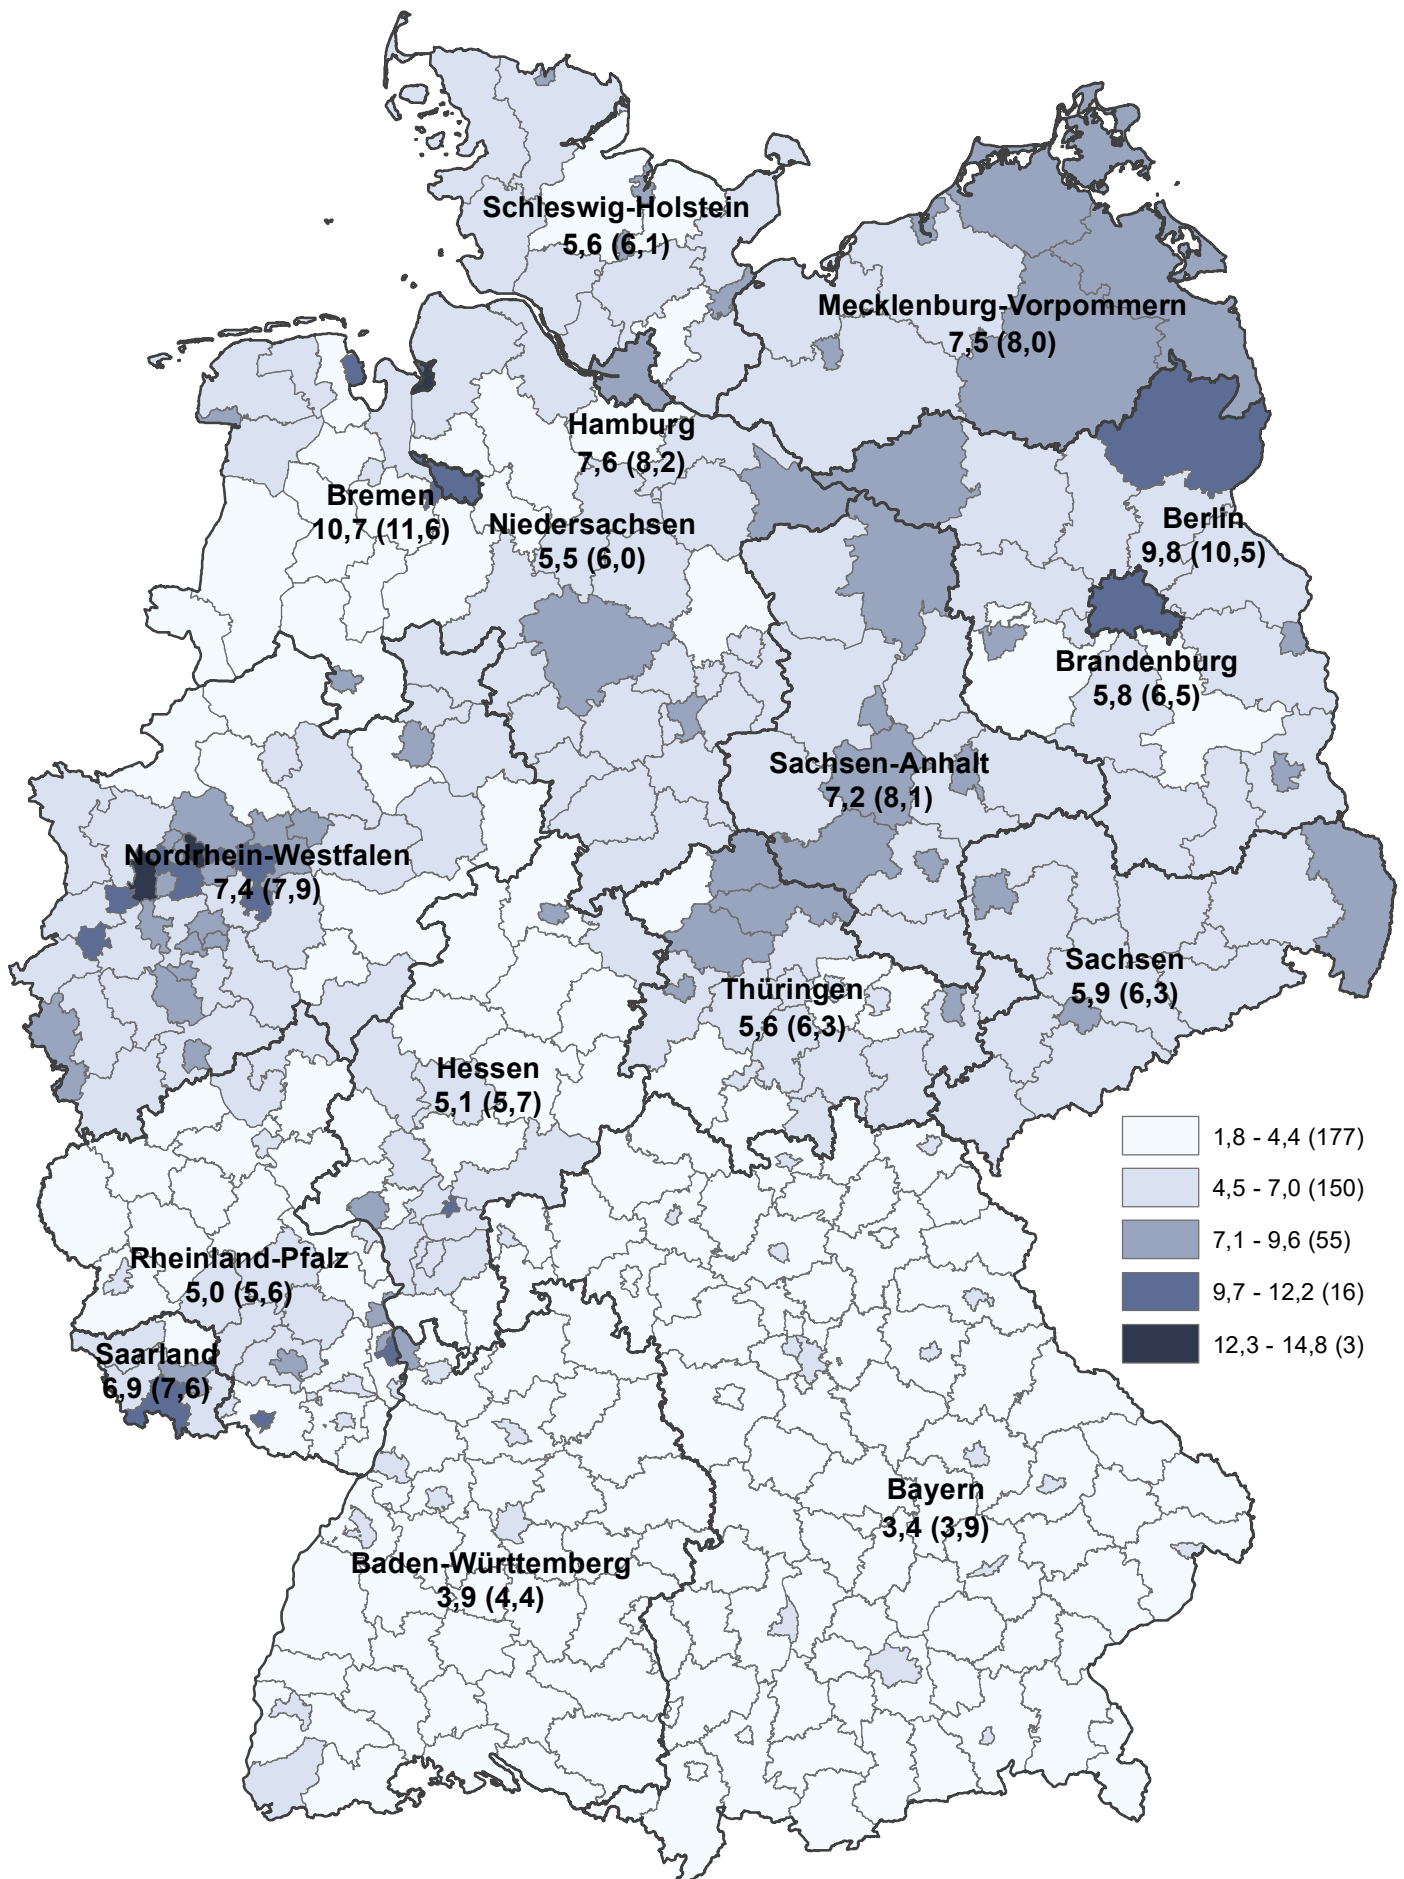 Schleswig-Holstein
5,6 (6,1)
Mecklenburg-Vorpommern
7,5 (8,0)
Hamburg
7,6 (8,2)
Bremen
10,7 (11,6)
Niedersachsen
5,5 (6,0)
Berlin
9,8 (10,5)
Brandenburg
5,8 (6,5)
Sachsen-Anhalt
7,2 (8,1)
Nordrhein-Westfalen
7,4 (7,9)
Sachsen
5,9 (6,3)
Thüringen
5,6 (6,3)
Hessen
5,1 (5,7)
1,8 - 4,4 (177)
4,5 - 7,0 (150)
7,1 - 9,6 (55)
9,7 - 12,2 (16)
12,3 - 14,8 (3)
Rheinland-Pfalz
5,0 (5,6)
Saarland
6,9 (7,6)
Bayern
3,4 (3,9)
Baden-Württemberg
3,9 (4,4)